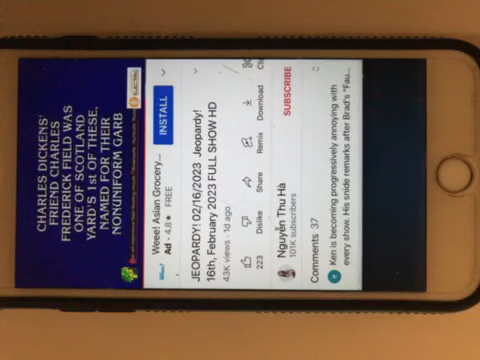 CHARLES DICKENS'
FRIEND CHARLES
FREDERICK FIELD WAS
ONE OF SCOTLAND
YARD'S 1st OF THESE,
NAMED FOR THEIR
NONUNIFORM GARB
Weee! Asian Grocery...
Ad · 4.8 ★ FREE
INSTALL
JEOPARDY! 02/16/2023 Jeopardy!
16th, February 2023 FULL SHOW HD
43K views · 1d ago
223 Dislike Share Remix Download
Nguyễn Thu Hà
101K subscribers
SUBSCRIBE
Comments 37
Ken is becoming progressively annoying with
every show. His snide remarks after Brad's "Fau...